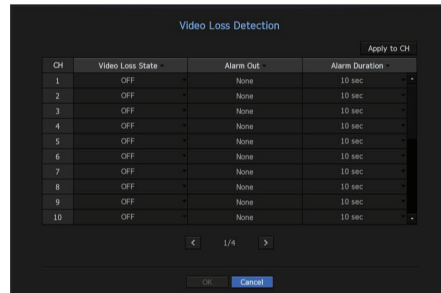 Video Loss Detection
Apply to CH
CH Video Loss State Alarm Out Alarm Duration
1 OFF None 10 sec
2 OFF None 10 sec
3 OFF None 10 sec
4 OFF None 10 sec
5 OFF None 10 sec
6 OFF None 10 sec
7 OFF None 10 sec
8 OFF None 10 sec
9 OFF None 10 sec
10 OFF None 10 sec
< 1/4 >
OK Cancel